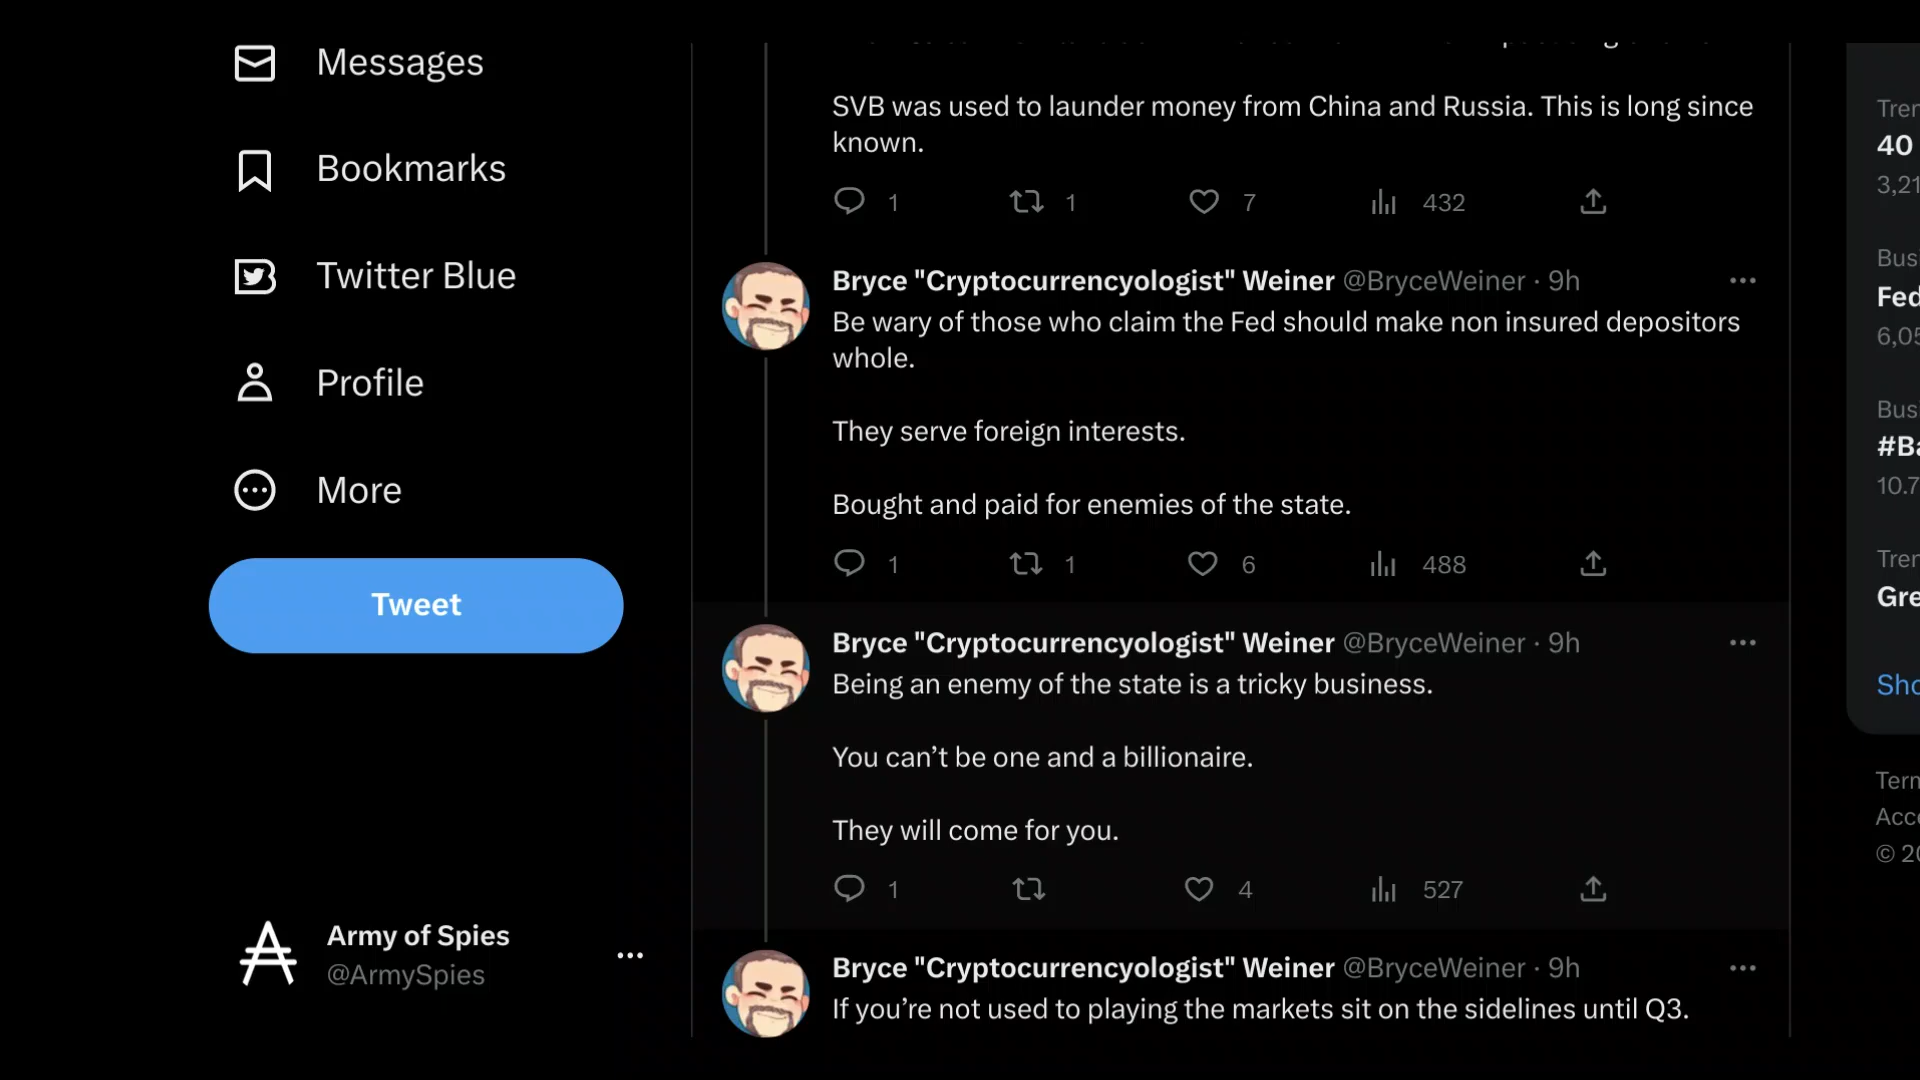 Messages
Bookmarks
Twitter Blue
Profile
More
Tweet
Army of Spies
@ArmySpies
SVB was used to launder money from China and Russia. This is long since
known.
1 1 7 432
Bryce "Cryptocurrencyologist" Weiner @BryceWeiner · 9h
Be wary of those who claim the Fed should make non insured depositors
whole.
They serve foreign interests.
Bought and paid for enemies of the state.
1 1 6 488
Bryce "Cryptocurrencyologist" Weiner @BryceWeiner · 9h
Being an enemy of the state is a tricky business.
You can’t be one and a billionaire.
They will come for you.
1 4 527
Bryce "Cryptocurrencyologist" Weiner @BryceWeiner · 9h
If you’re not used to playing the markets sit on the sidelines until Q3.
40
Fed